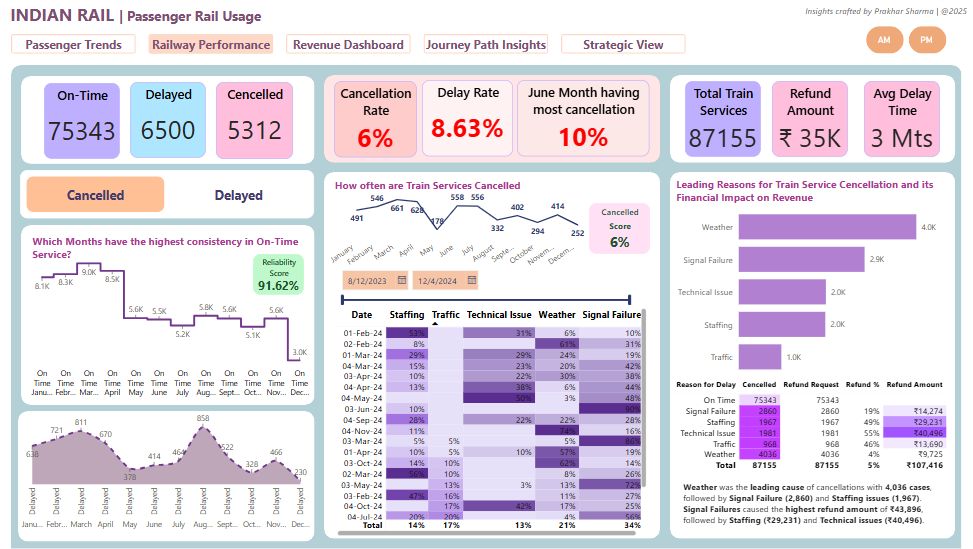 INDIAN RAIL | Passenger Rail Usage
Insights crafted by Prakhar Sharma | @2025
Passenger Trends
Railway Performance
Revenue Dashboard
Journey Path Insights
Strategic View
AM
PM
On-Time
75343
Delayed
6500
Cencelled
5312
Cancellation
Rate
6%
Delay Rate
8.63%
June Month having
most cancellation
10%
Total Train
Services
87155
Refund
Amount
₹ 35K
Avg Delay
Time
3 Mts
Cancelled
Delayed
Which Months have the highest consistency in On-Time
Service?
Reliability
Score
91.62%
8.1K 8.3K 9.0K 8.5K 5.6K 5.5K 5.2K 5.8K 5.6K 5.1K 5.6K 3.0K
On On On On On On On On On On On On
Time Time Time Time Time Time Time Time Time Time Time Time
Janu... Febr... Mar... April May June July Aug... Sept... Oct... Nov... Dec...
638 721 811 670 378 414 464 858 522 328 466 230
Delayed Delayed Delayed Delayed Delayed Delayed Delayed Delayed Delayed Delayed Delayed Delayed
Janu... Febr... March April May June July Aug... Sept... Oct... Nov... Dec...
How often are Train Services Cancelled
491 546 661 628 178 558 556 332 402 294 414 252
January February March April May June July August Septe... October Novem... Decem...
Cancelled
Score
6%
8/12/2023
12/4/2024
Date Staffing Traffic Technical Issue Weather Signal Failure
01-Feb-24 53% 31% 6% 10%
02-Feb-24 8% 61% 31%
01-Mar-24 29% 29% 24% 19%
04-Mar-24 15% 23% 20% 42%
03-Apr-24 10% 22% 30% 38%
04-Apr-24 13% 38% 6% 44%
04-May-24 50% 3% 48%
03-Jun-24 10% 90%
04-Sep-24 28% 22% 22% 28%
04-Nov-24 11% 74% 16%
03-Mar-24 5% 5% 5% 86%
01-Apr-24 10% 5% 10% 57% 19%
03-Oct-24 14% 10% 62% 14%
02-Mar-24 56% 10% 8% 26%
03-May-24 13% 3% 13% 72%
03-Feb-24 47% 16% 11% 27%
04-Oct-24 17% 42% 17% 25%
04-Jul-24 20% 20% 4% 56%
Total 14% 17% 13% 21% 34%
Leading Reasons for Train Service Cencellation and its
Financial Impact on Revenue
Weather 4.0K
Signal Failure 2.9K
Technical Issue 2.0K
Staffing 2.0K
Traffic 1.0K
Reason for Delay Cancelled Refund Request Refund % Refund Amount
On Time 75343 75343
Signal Failure 2860 2860 19% ₹14,274
Staffing 1967 1967 49% ₹29,231
Technical Issue 1981 1981 55% ₹40,496
Traffic 968 968 46% ₹13,690
Weather 4036 4036 4% ₹9,725
Total 87155 87155 5% ₹107,416
Weather was the leading cause of cancellations with 4,036 cases,
followed by Signal Failure (2,860) and Staffing issues (1,967).
Signal Failures caused the highest refund amount of ₹43,896,
followed by Staffing (₹29,231) and Technical issues (₹40,496).